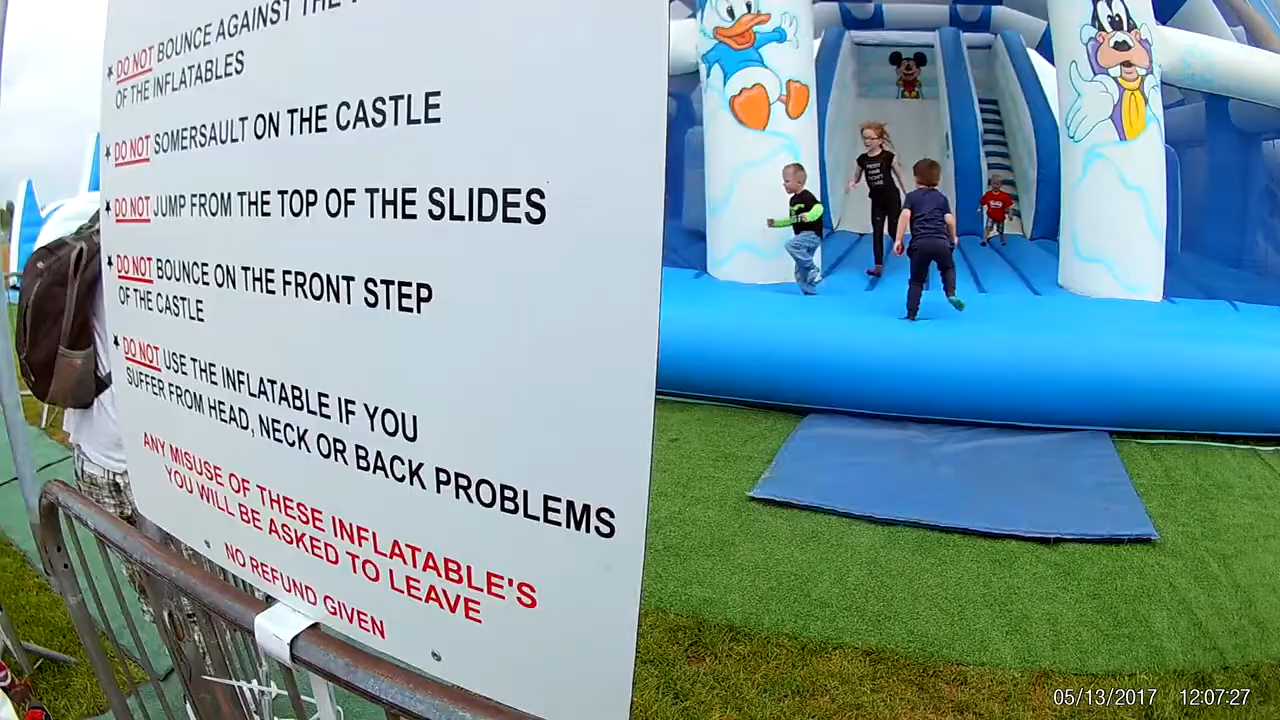 ★ DO NOT BOUNCE AGAINST THE
OF THE INFLATABLES
★ DO NOT SOMERSAULT ON THE CASTLE
★ DO NOT JUMP FROM THE TOP OF THE SLIDES
★ DO NOT BOUNCE ON THE FRONT STEP
OF THE CASTLE
★ DO NOT USE THE INFLATABLE IF YOU
SUFFER FROM HEAD, NECK OR BACK PROBLEMS
ANY MISUSE OF THESE INFLATABLE'S
YOU WILL BE ASKED TO LEAVE
NO REFUND GIVEN
05/13/2017 12:07:27